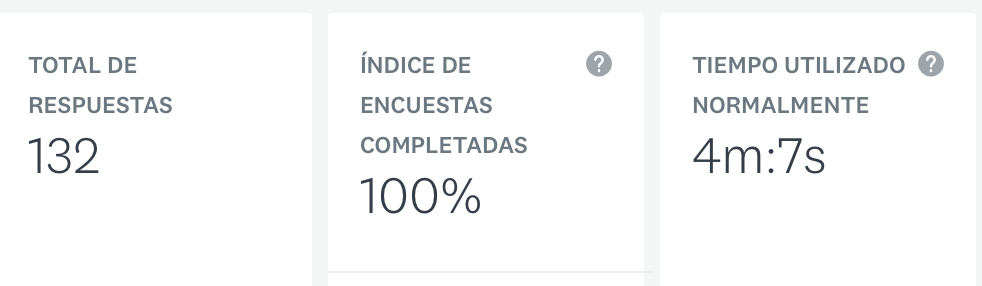 TOTAL DE
RESPUESTAS
132
ÍNDICE DE
ENCUESTAS
COMPLETADAS
100%
TIEMPO UTILIZADO
NORMALMENTE
4m:7s